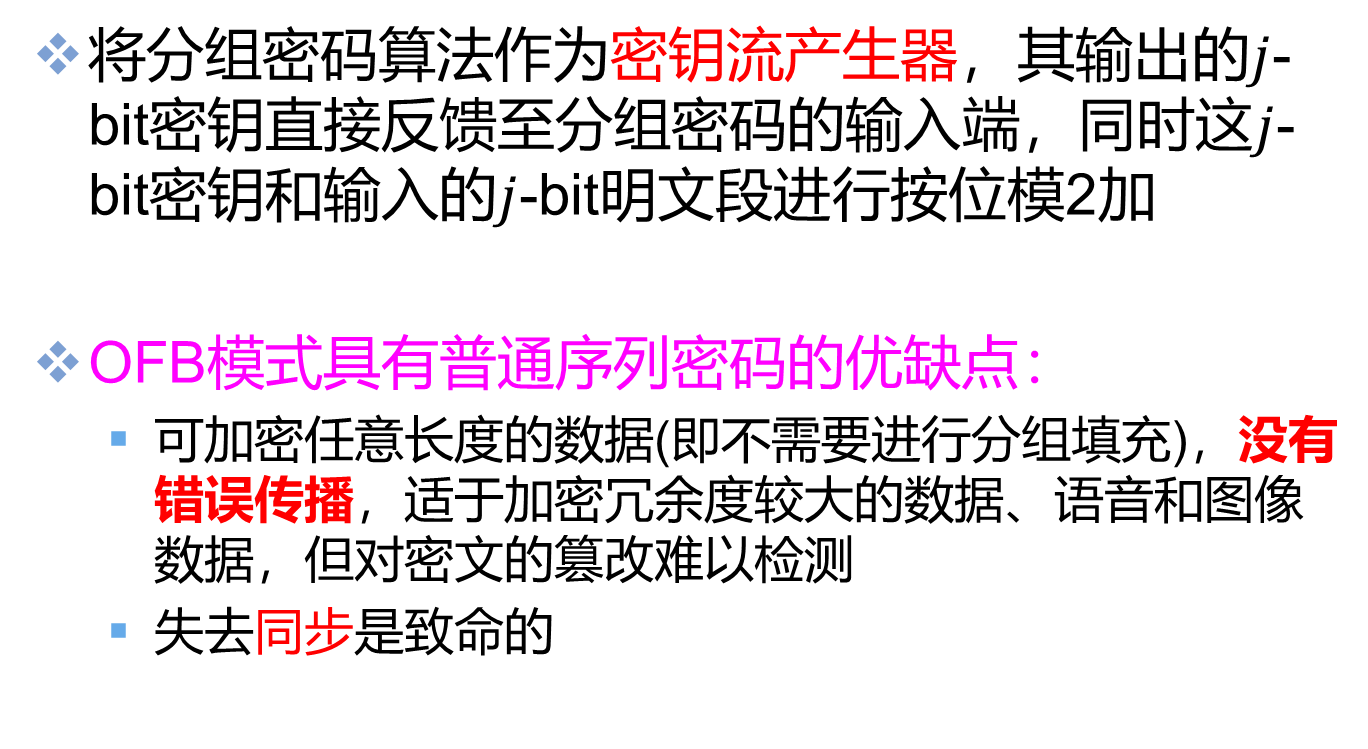 将分组密码算法作为密钥流产生器，其输出的j-
bit密钥直接反馈至分组密码的输入端，同时这j-
bit密钥和输入的j-bit明文段进行按位模2加
OFB模式具有普通序列密码的优缺点：
可加密任意长度的数据(即不需要进行分组填充)，没有
错误传播，适于加密冗余度较大的数据、语音和图像
数据，但对密文的篡改难以检测
失去同步是致命的